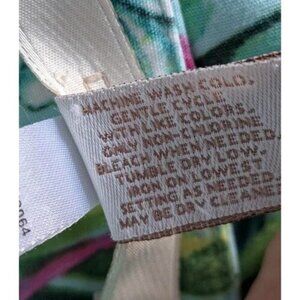 MACHINE WASH COLD.
GENTLE CYCLE
WITH LIKE COLORS.
ONLY NON-CHLORINE
BLEACH WHEN NEEDED.
TUMBLE DRY LOW.
IRON ON LOWEST
SETTING AS NEEDED.
MAY BE DRY CLEANED